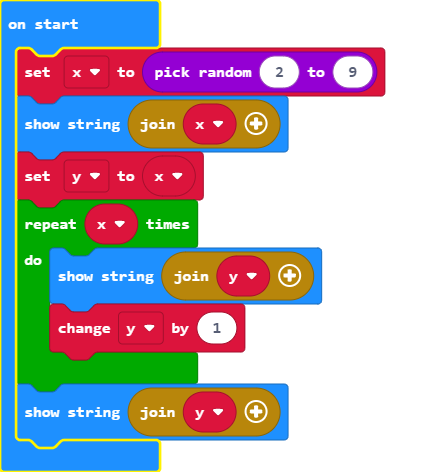 on start
set x to pick random 2 to 9
show string join x
set y to x
repeat x times
do
show string join y
change y by 1
show string join y